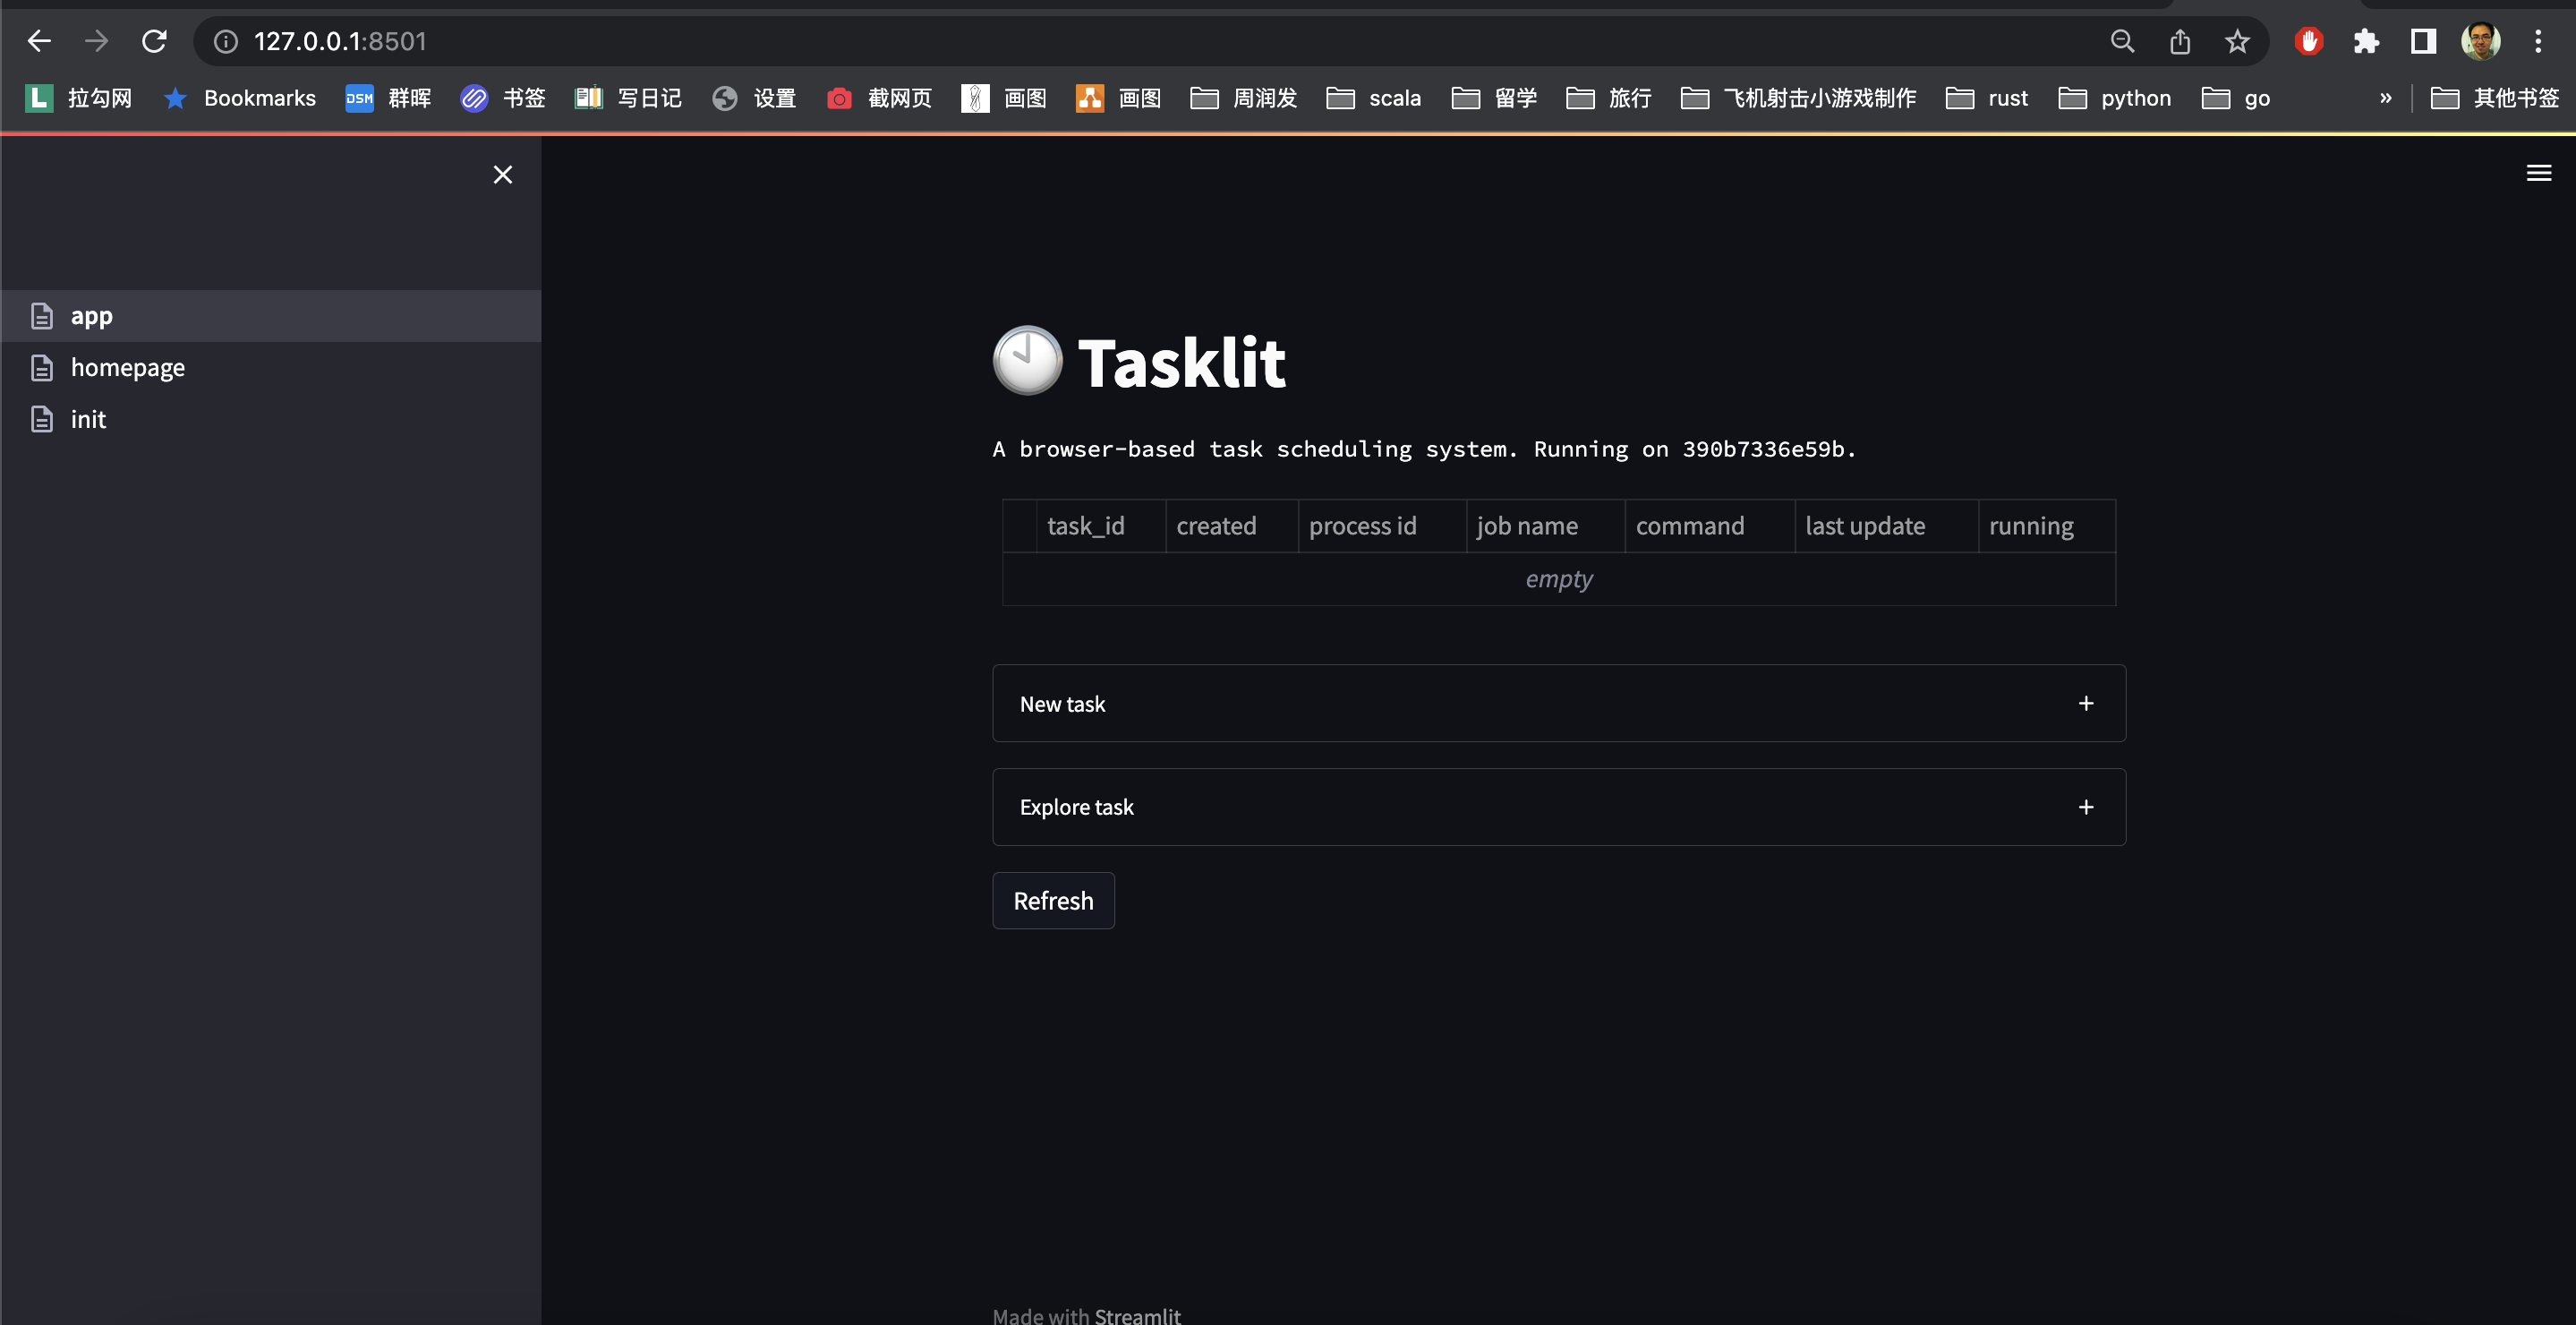 127.0.0.1:8501
L 拉勾网 Bookmarks DSM 群晖 书签 写日记 设置 截网页 画图 画图 周润发 scala 留学 旅行 飞机射击小游戏制作 rust python go » 其他书签
app
homepage
init
Tasklit
A browser-based task scheduling system. Running on 390b7336e59b.
task_id created process id job name command last update running
empty
New task +
Explore task +
Refresh
Made with Streamlit